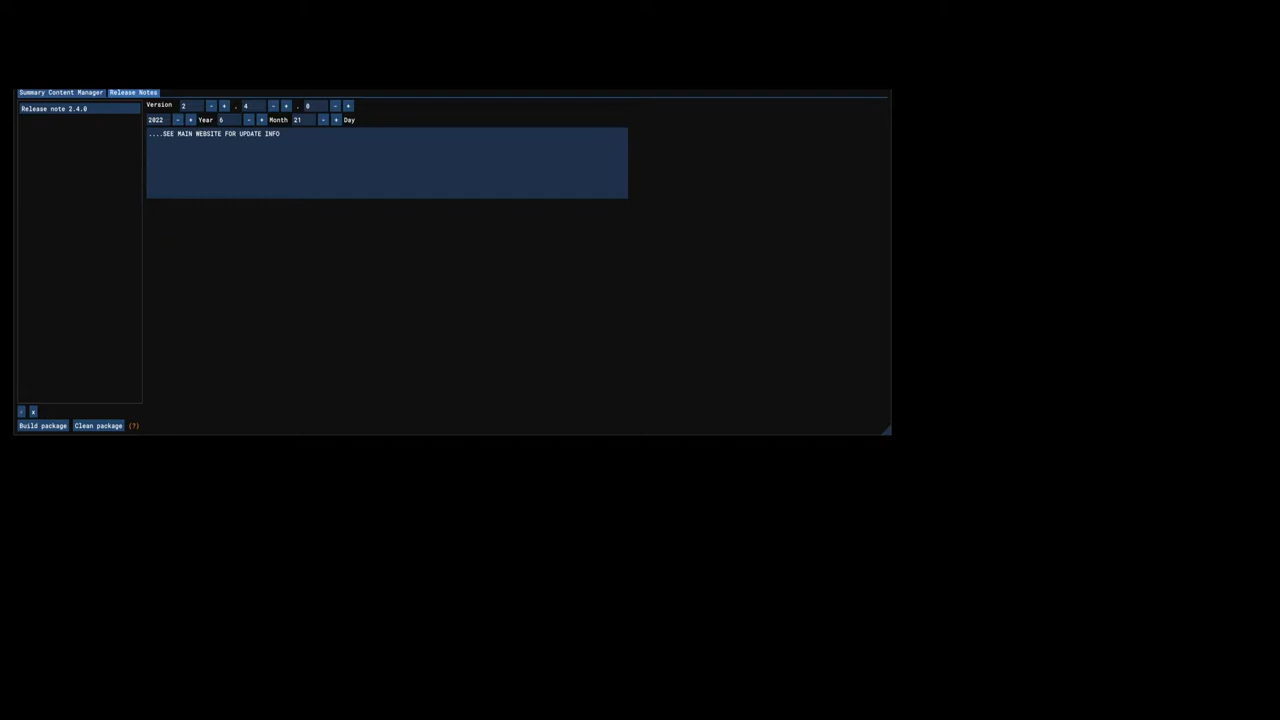 Summary Content Manager Release Notes
Release note 2.4.0
Version 2 - + . 4 - + . 0 - +
2022 - + Year 6 - + Month 21 - + Day
....SEE MAIN WEBSITE FOR UPDATE INFO
+ x
Build package Clean package (?)